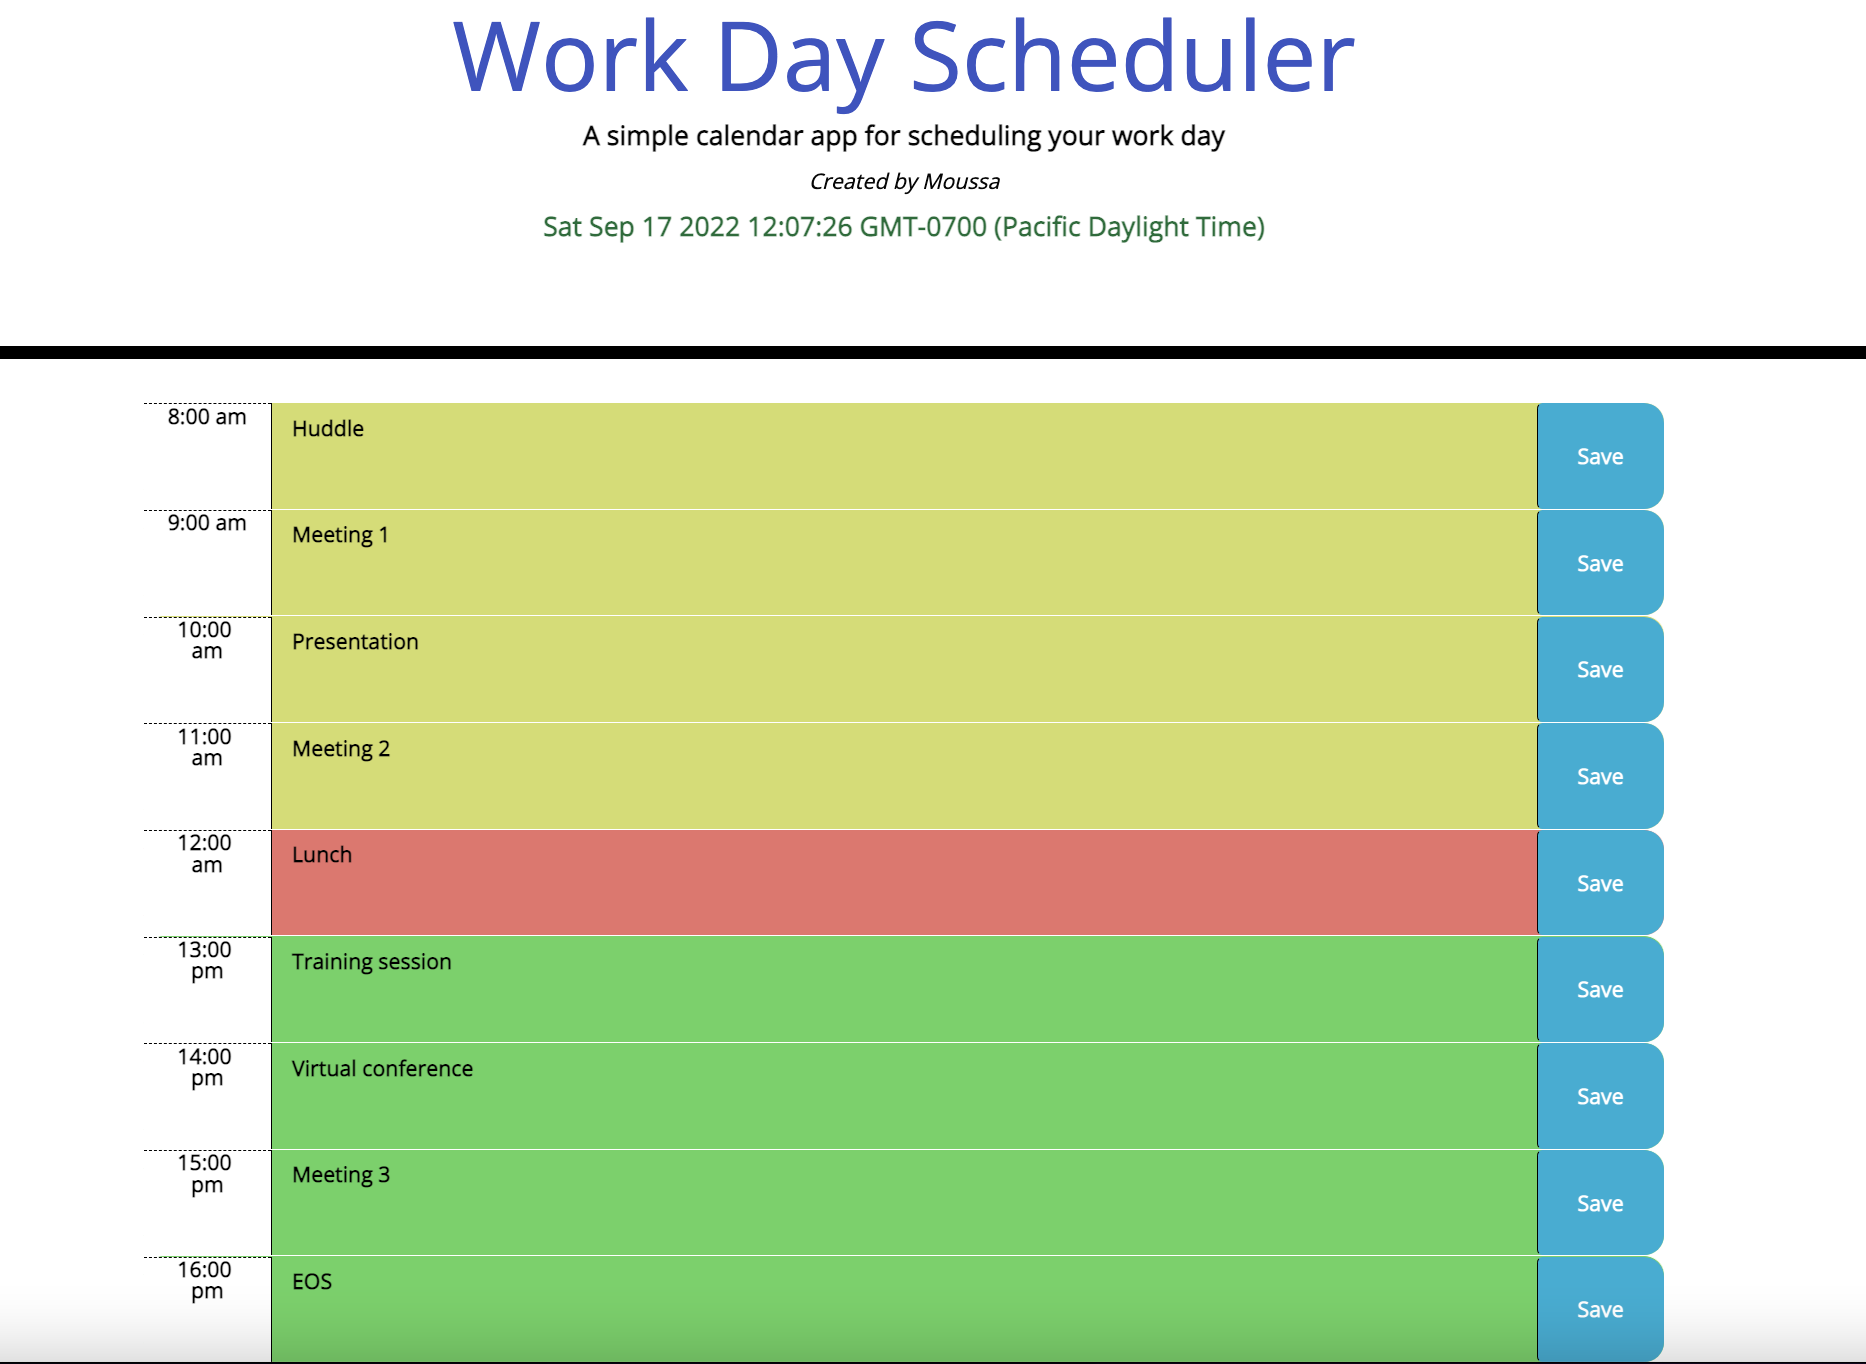 Work Day Scheduler
A simple calendar app for scheduling your work day
Created by Moussa
Sat Sep 17 2022 12:07:26 GMT-0700 (Pacific Daylight Time)
8:00 am
Huddle
Save
9:00 am
Meeting 1
Save
10:00
am
Presentation
Save
11:00
am
Meeting 2
Save
12:00
am
Lunch
Save
13:00
pm
Training session
Save
14:00
pm
Virtual conference
Save
15:00
pm
Meeting 3
Save
16:00
pm
EOS
Save